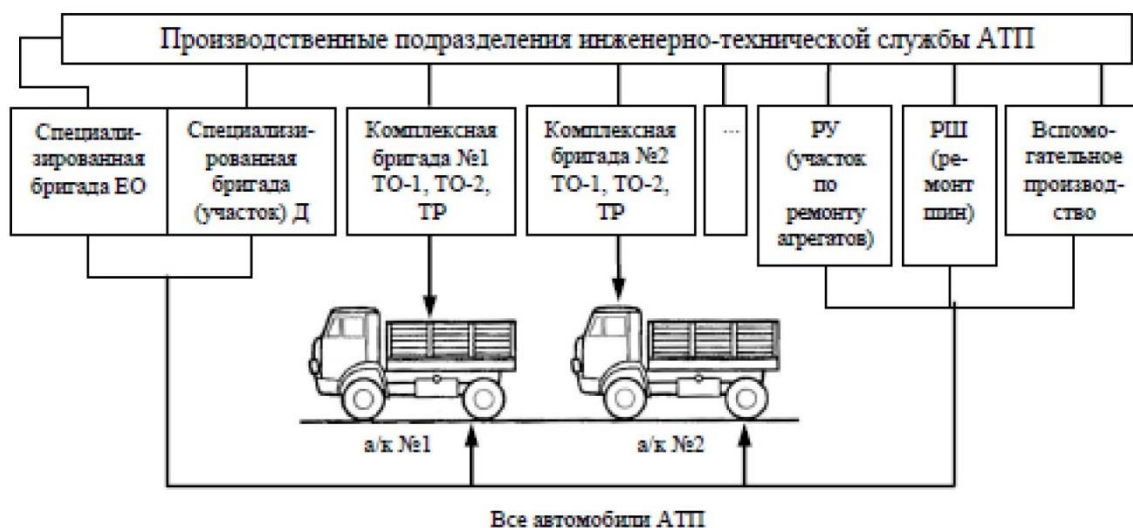 Производственные подразделения инженерно-технической службы АТП
Специали-
зированная
бригада ЕО
Специализи-
рованная
бригада
(участок) Д
Комплексная
бригада №1
ТО-1, ТО-2,
ТР
Комплексная
бригада №2
ТО-1, ТО-2,
ТР
...
РУ
(участок
по
ремонту
агрегатов)
РШ
(ре-
монт
шин)
Вспомо-
гательное
производ-
ство
а/к №1
а/к №2
Все автомобили АТП